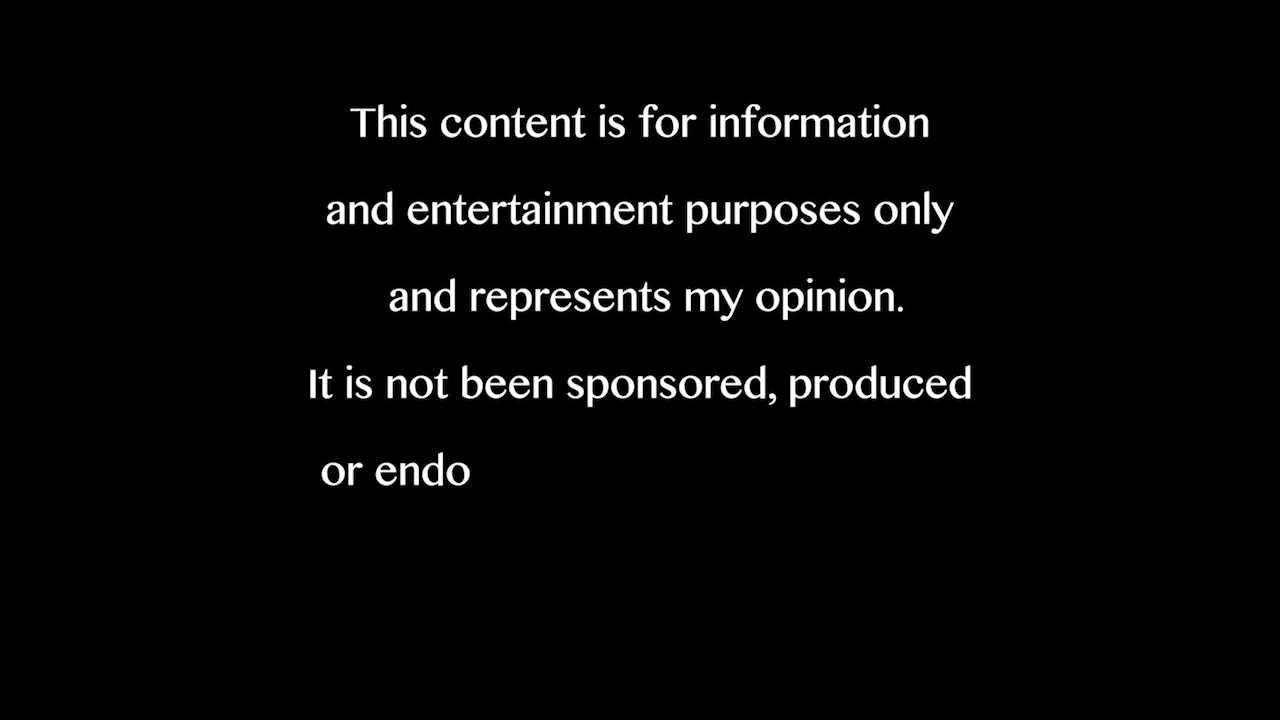 This content is for information
and entertainment purposes only
and represents my opinion.
It is not been sponsored, produced
or endo